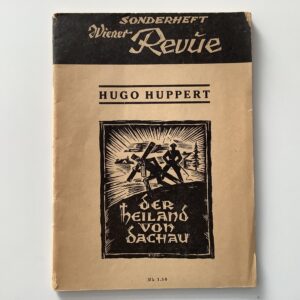 SONDERHEFT
Wiener
Revue
HUGO HUPPERT
DER
HEILAND
VON
DACHAU